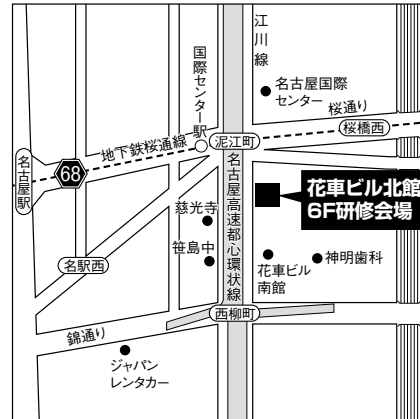 江川線
国際センター駅
名古屋国際
センター
桜通り
桜橋西
泥江町
地下鉄桜通線
68
名古屋駅
名古屋高速都心環状線
花車ビル北館
6F研修会場
慈光寺
笹島中
花車ビル
南館
神明歯科
名駅西
西柳町
錦通り
ジャパン
レンタカー